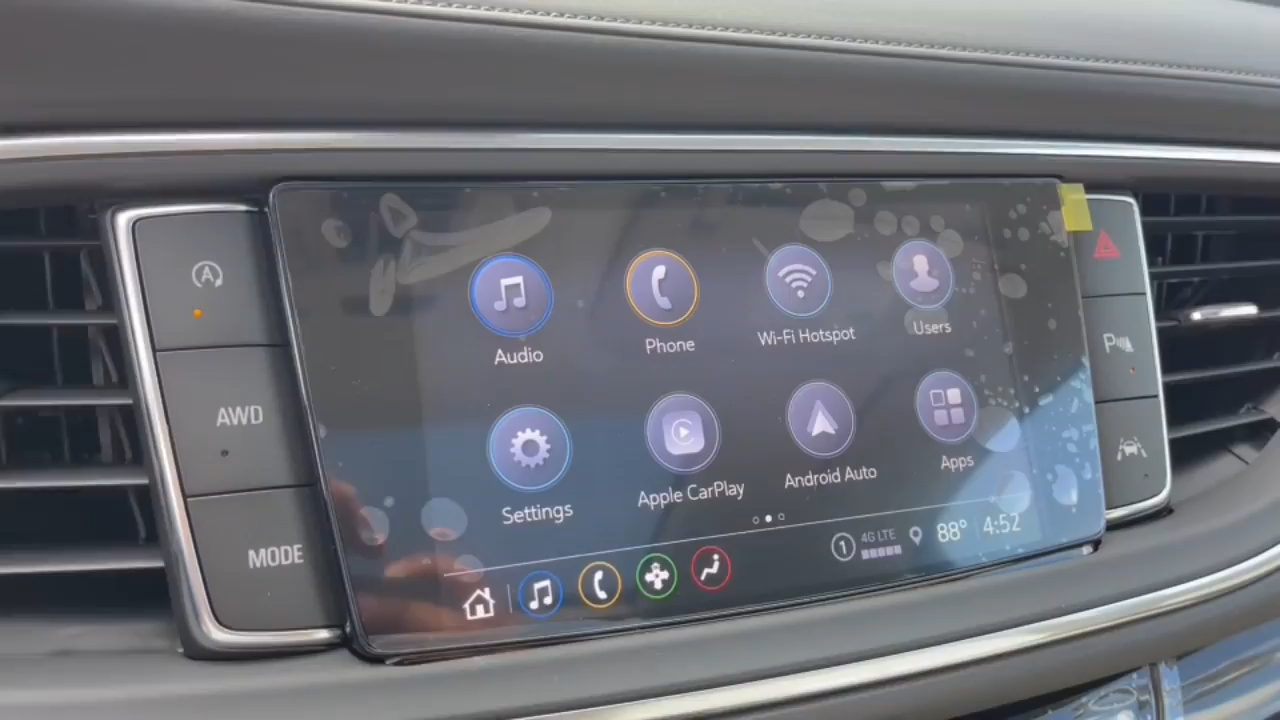 A
AWD
MODE
Audio
Phone
Wi-Fi Hotspot
Users
Settings
Apple CarPlay
Android Auto
Apps
1
4G LTE
88°
4:52
P